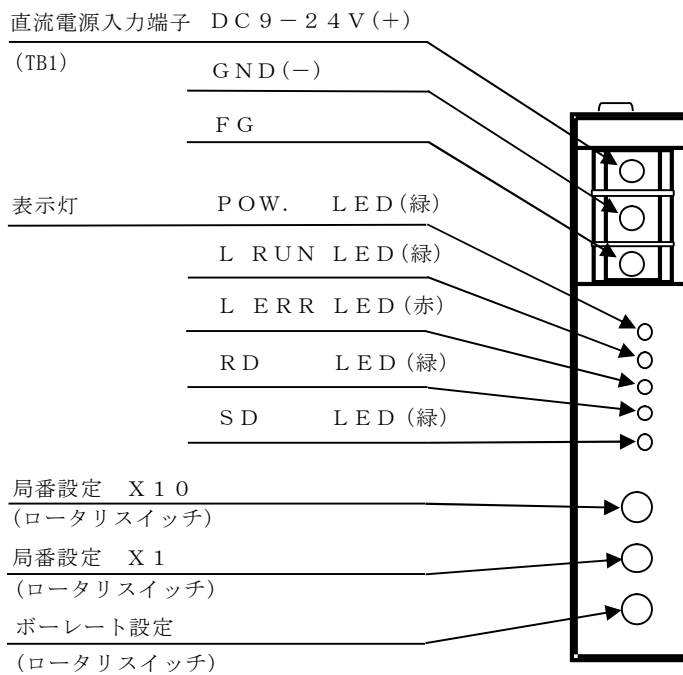 直流電源入力端子 DC9-24V(+)
(TB1)
GND(-)
FG
表示灯 POW. LED(緑)
L RUN LED(緑)
L ERR LED(赤)
RD LED(緑)
SD LED(緑)
局番設定 X10
(ロータリスイッチ)
局番設定 X1
(ロータリスイッチ)
ボーレート設定
(ロータリスイッチ)